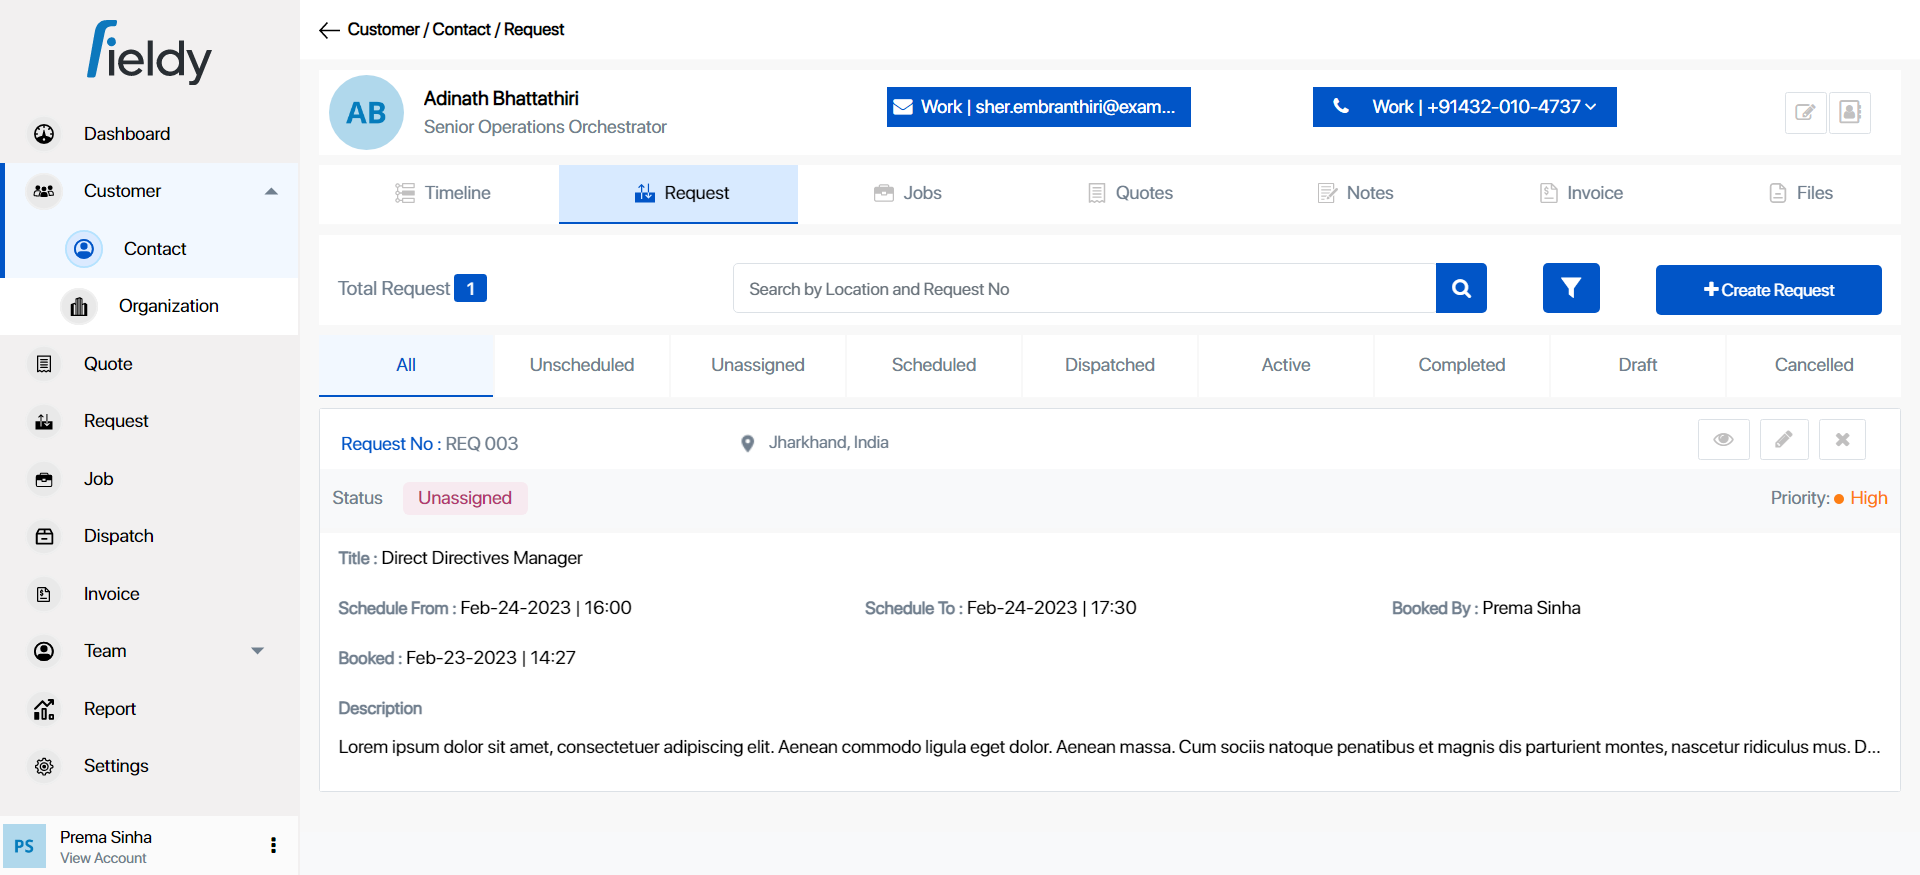 fieldy
Dashboard
Customer
Contact
Organization
Quote
Request
Job
Dispatch
Invoice
Team
Report
Settings
PS
Prema Sinha
View Account
Customer / Contact / Request
AB
Adinath Bhattathiri
Senior Operations Orchestrator
Work | sher.embranthiri@exam...
Work | +91432-010-4737
Timeline
Request
Jobs
Quotes
Notes
Invoice
Files
Total Request 1
Search by Location and Request No
Create Request
All
Unscheduled
Unassigned
Scheduled
Dispatched
Active
Completed
Draft
Cancelled
Request No : REQ 003
Jharkhand, India
Status
Unassigned
Priority: High
Title : Direct Directives Manager
Schedule From : Feb-24-2023 | 16:00
Schedule To : Feb-24-2023 | 17:30
Booked By : Prema Sinha
Booked : Feb-23-2023 | 14:27
Description
Lorem ipsum dolor sit amet, consectetuer adipiscing elit. Aenean commodo ligula eget dolor. Aenean massa. Cum sociis natoque penatibus et magnis dis parturient montes, nascetur ridiculus mus. D...